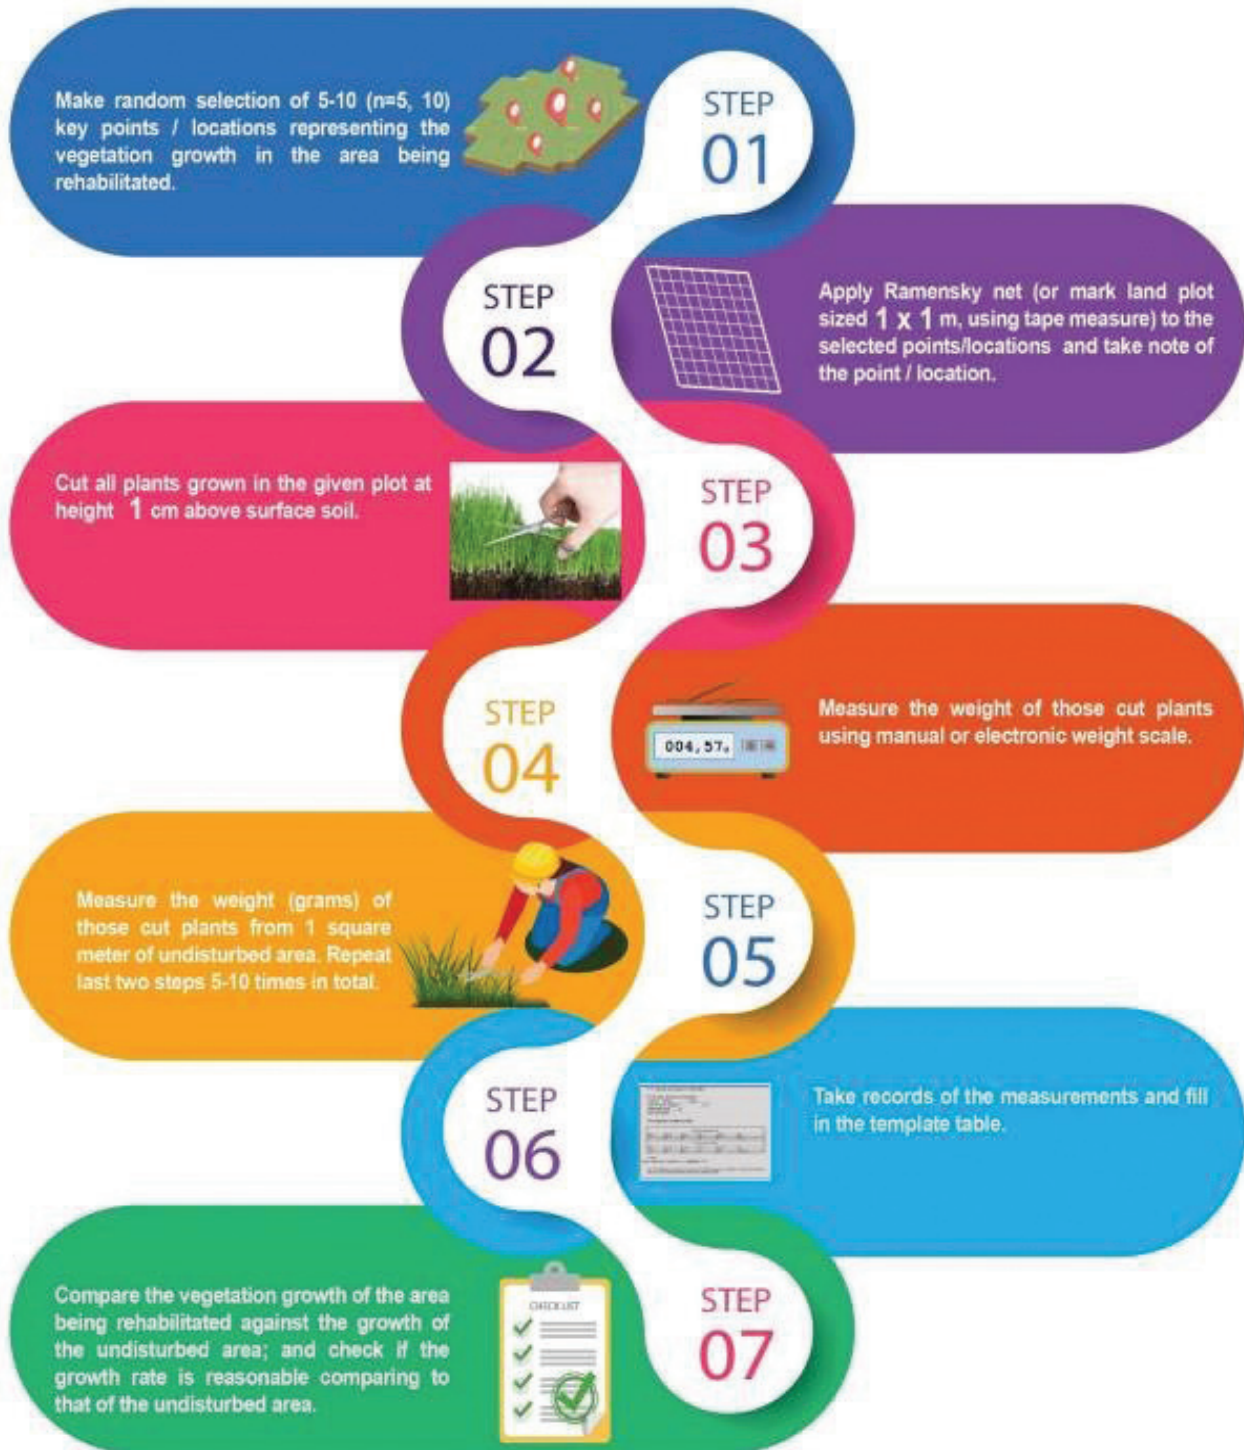 Make random selection of 5-10 (n=5, 10)
key points / locations representing the
vegetation growth in the area being
rehabilitated.
STEP
01
STEP
02
Apply Ramensky net (or mark land plot
sized 1 x 1 m, using tape measure) to the
selected points/locations and take note of
the point / location.
Cut all plants grown in the given plot at
height 1 cm above surface soil.
STEP
03
STEP
04
004,57g
Measure the weight of those cut plants
using manual or electronic weight scale.
Measure the weight (grams) of
those cut plants from 1 square
meter of undisturbed area. Repeat
last two steps 5-10 times in total.
STEP
05
STEP
06
Take records of the measurements and fill
in the template table.
Compare the vegetation growth of the area
being rehabilitated against the growth of
the undisturbed area; and check if the
growth rate is reasonable comparing to
that of the undisturbed area.
CHECKLIST
STEP
07